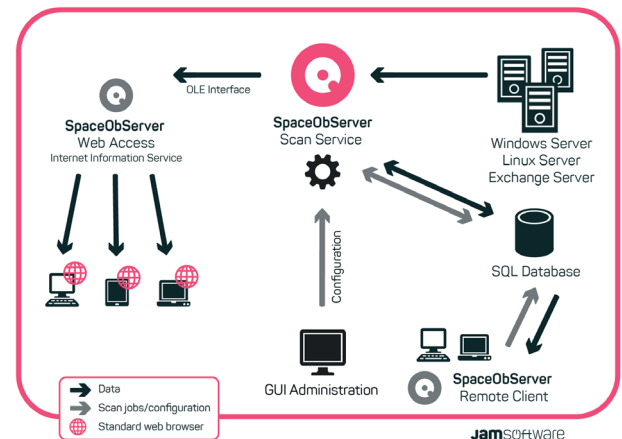 OLE Interface
SpaceObServer
Web Access
Internet Information Service
SpaceObServer
Scan Service
Windows Server
Linux Server
Exchange Server
SQL Database
Configuration
GUI Administration
SpaceObServer
Remote Client
Data
Scan jobs/configuration
Standard web browser
Jamsoftware